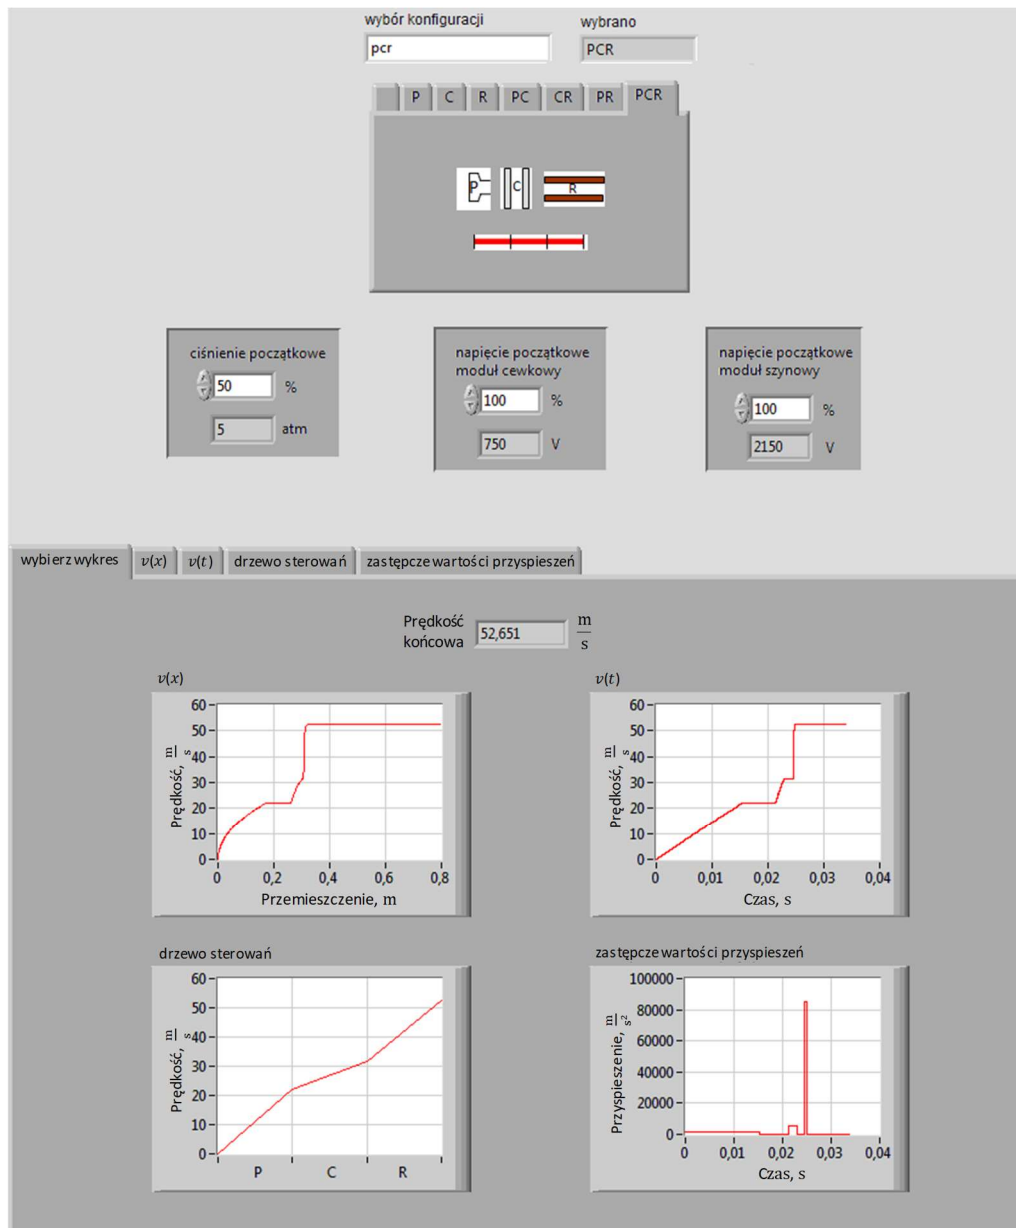 wybór konfiguracji wybrano
pcr PCR
P C R PC CR PR PCR
P C R
ciśnienie początkowe
50 %
5 atm
napięcie początkowe
moduł cewkowy
100 %
750 V
napięcie początkowe
moduł szynowy
100 %
2150 V
wybierz wykres v(x) v(t) drzewo sterowań zastępcze wartości przyspieszeń
Prędkość
końcowa 52,651 m/s
v(x)
Prędkość, m/s
60
50
40
30
20
10
0
0 0,2 0,4 0,6 0,8
Przemieszczenie, m
v(t)
Prędkość, m/s
60
50
40
30
20
10
0
0 0,01 0,02 0,03 0,04
Czas, s
drzewo sterowań
Prędkość, m/s
60
50
40
30
20
10
0
P C R
zastępcze wartości przyspieszeń
Przyspieszenie, m/s²
100000
80000
60000
40000
20000
0
0 0,01 0,02 0,03 0,04
Czas, s